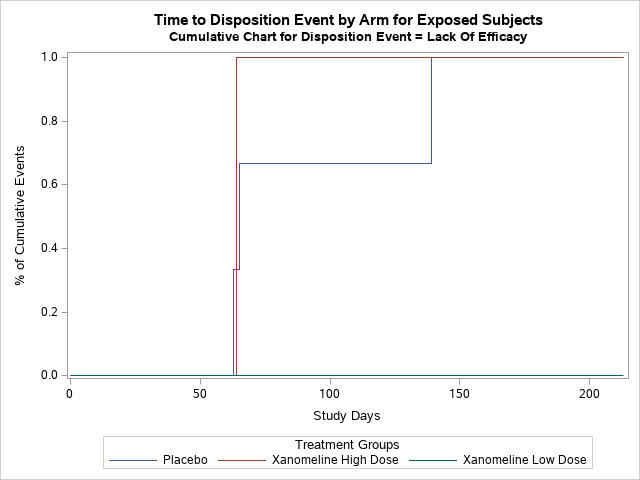 Time to Disposition Event by Arm for Exposed Subjects
Cumulative Chart for Disposition Event = Lack Of Efficacy
1.0
0.8
0.6
0.4
0.2
0.0
% of Cumulative Events
0 50 100 150 200
Study Days
Treatment Groups
Placebo Xanomeline High Dose Xanomeline Low Dose